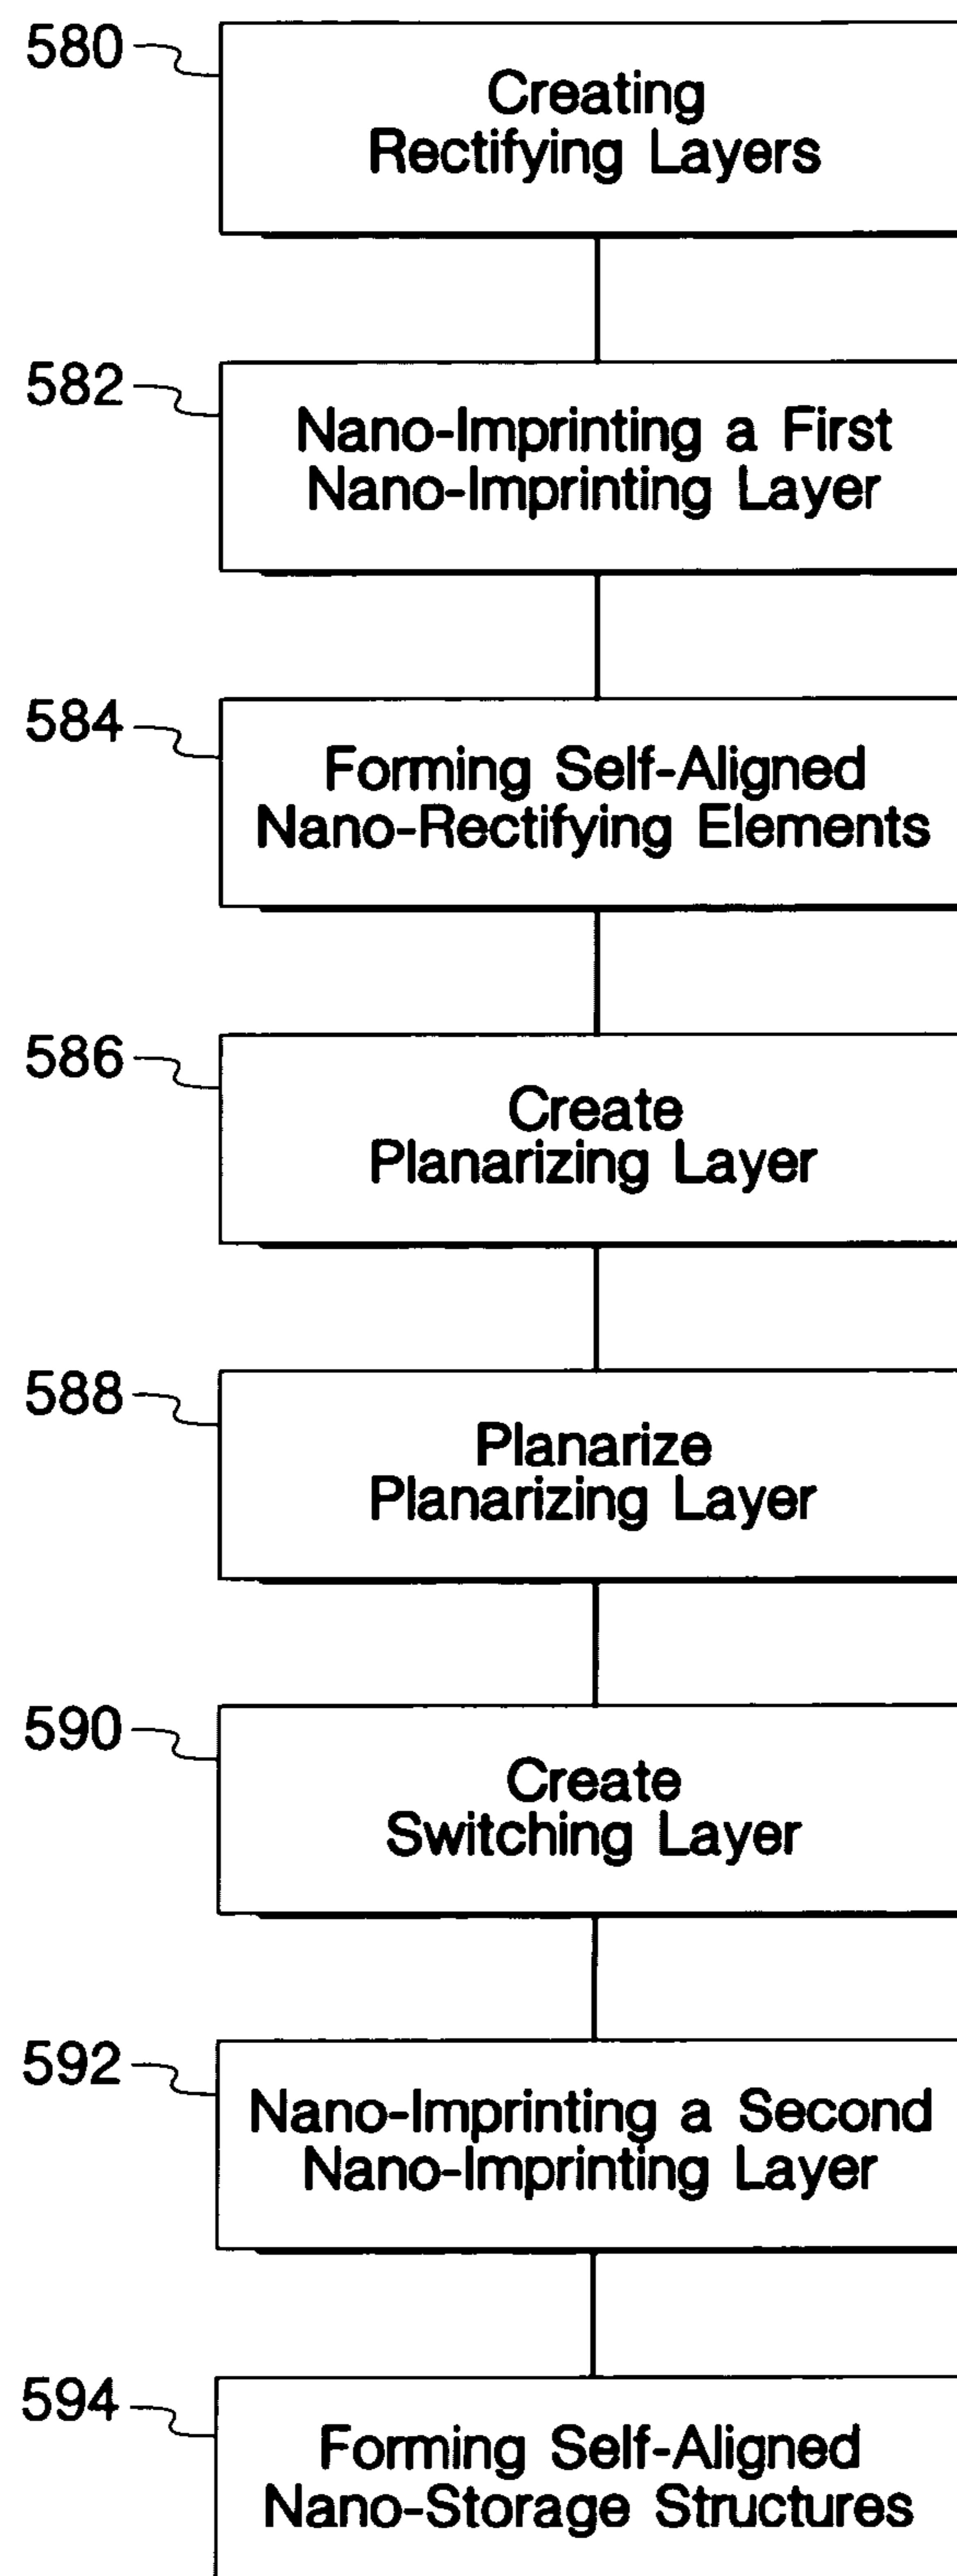 580
Creating
Rectifying Layers
582
Nano-Imprinting a First
Nano-Imprinting Layer
584
Forming Self-Aligned
Nano-Rectifying Elements
586
Create
Planarizing Layer
588
Planarize
Planarizing Layer
590
Create
Switching Layer
592
Nano-Imprinting a Second
Nano-Imprinting Layer
594
Forming Self-Aligned
Nano-Storage Structures